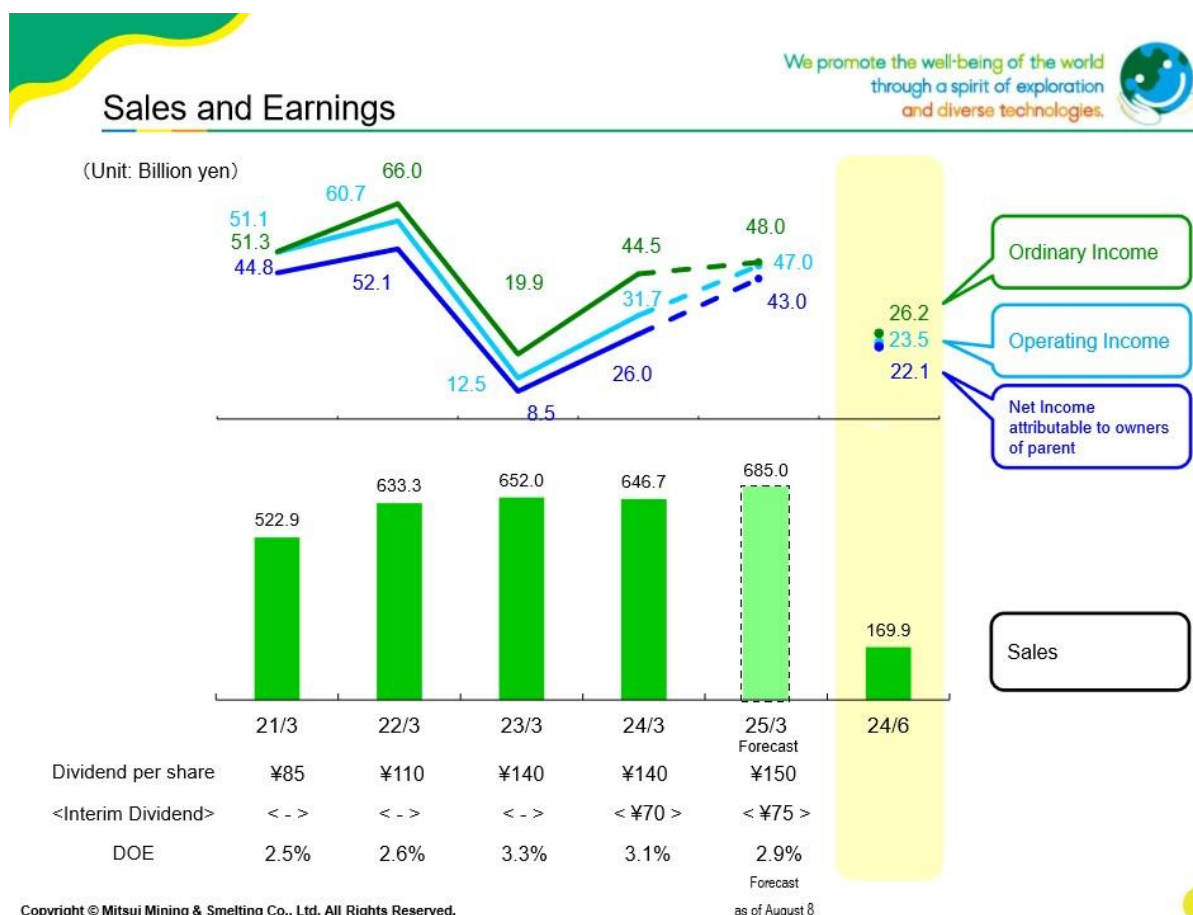 We promote the well-being of the world
through a spirit of exploration
and diverse technologies.
Sales and Earnings
(Unit: Billion yen)
66.0
60.7
51.1
51.3
44.8
52.1
19.9
12.5
8.5
44.5
31.7
26.0
48.0
47.0
43.0
26.2
23.5
22.1
Ordinary Income
Operating Income
Net Income
attributable to owners
of parent
522.9
633.3
652.0
646.7
685.0
169.9
Sales
21/3 22/3 23/3 24/3 25/3 24/6
Forecast
Dividend per share ¥85 ¥110 ¥140 ¥140 ¥150
<Interim Dividend> < - > < - > < - > < ¥70 > < ¥75 >
DOE 2.5% 2.6% 3.3% 3.1% 2.9%
Forecast
as of August 8
Copyright © Mitsui Mining & Smelting Co., Ltd. All Rights Reserved.